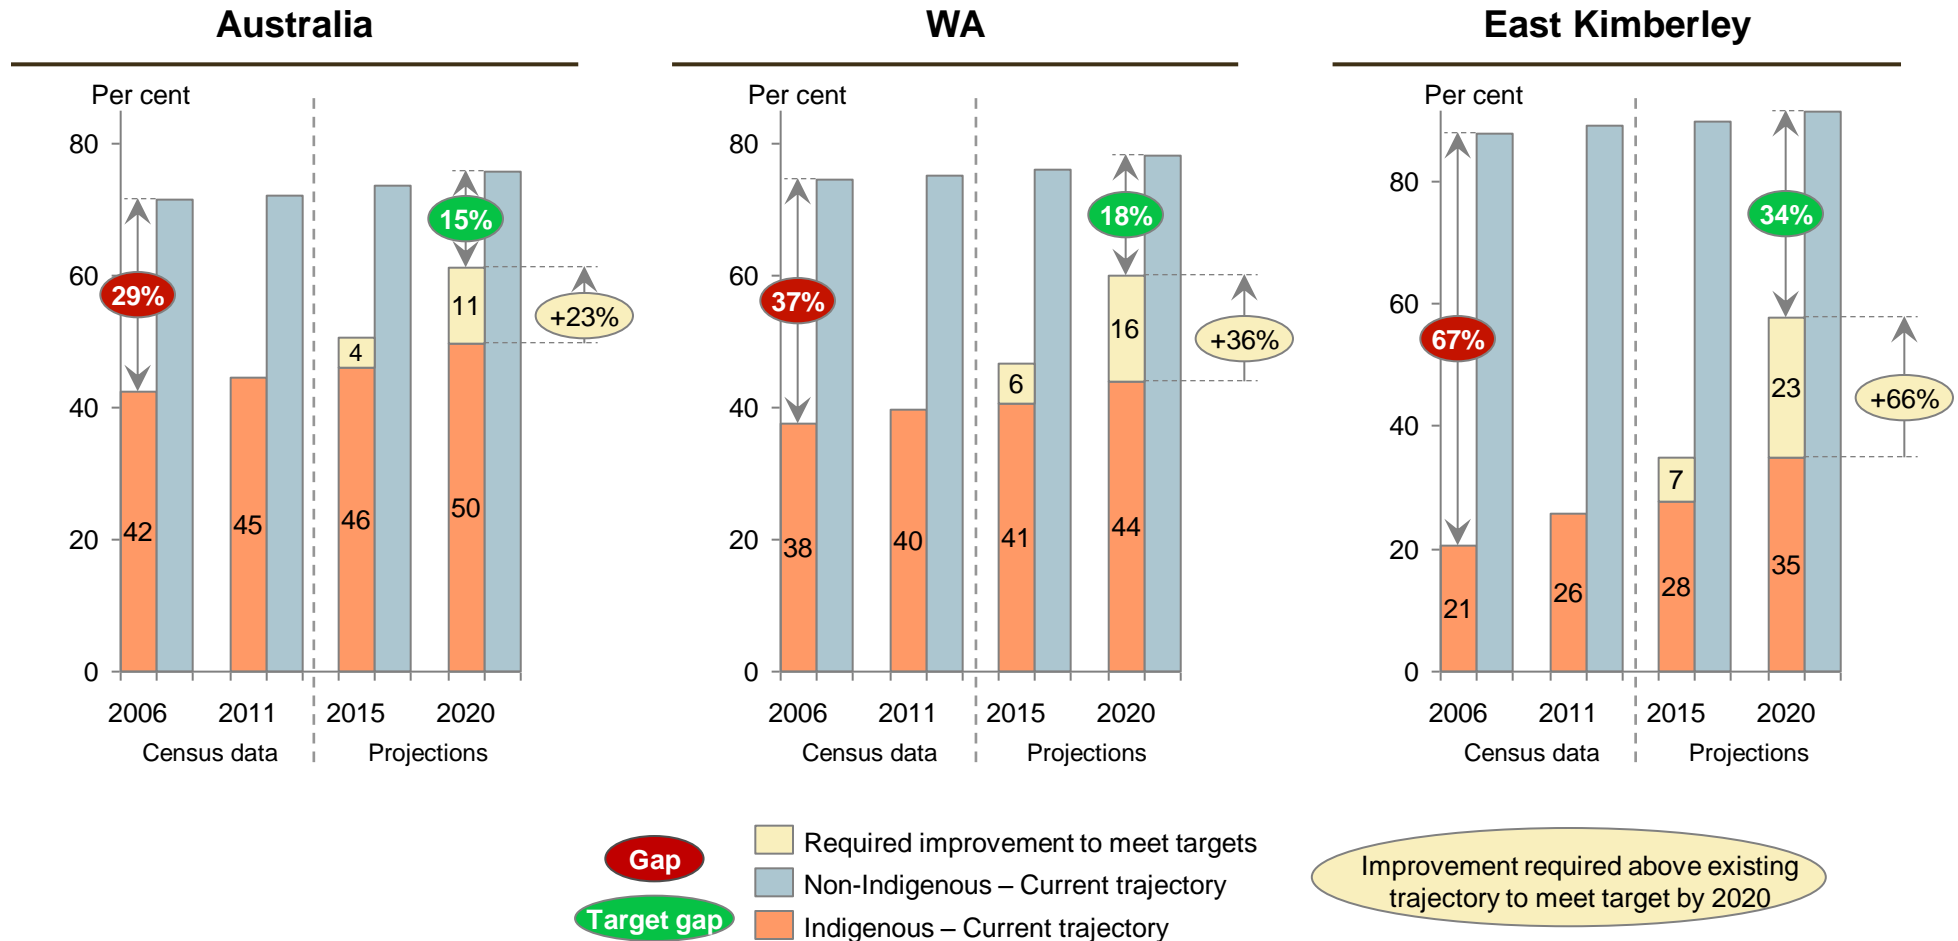 Australia
Per cent
80
60
40
20
0
29%
15%
+23%
42
45
46
4
50
11
2006 2011 2015 2020
Census data Projections
WA
Per cent
80
60
40
20
0
37%
18%
+36%
38
40
41
6
44
16
2006 2011 2015 2020
Census data Projections
East Kimberley
Per cent
80
60
40
20
0
67%
34%
+66%
21
26
28
7
35
23
2006 2011 2015 2020
Census data Projections
Gap
Target gap
Required improvement to meet targets
Non-Indigenous – Current trajectory
Indigenous – Current trajectory
Improvement required above existing
trajectory to meet target by 2020